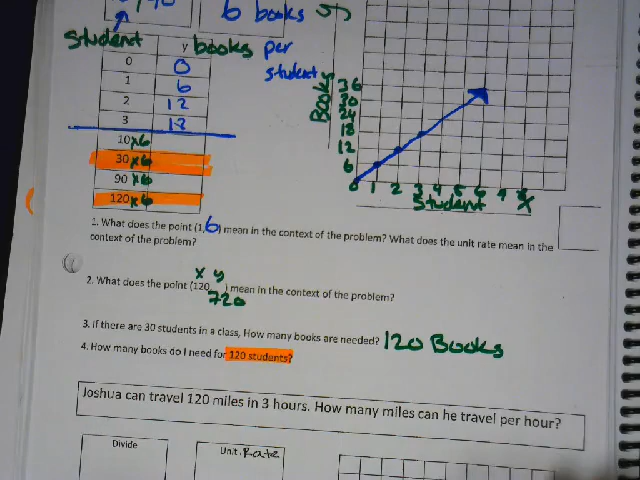 6 books
student y books per student
0 0
1 6
2 12
3 18
10 x6
30 x6
90 x6
120 x6
Books
36
30
24
18
12
6
0 1 2 3 4 5 6 7 8
Student x
1. What does the point (1, 6) mean in the context of the problem? What does the unit rate mean in the
context of the problem?
x y
2. What does the point (120, 720) mean in the context of the problem?
3. If there are 30 students in a class, How many books are needed? 120 Books
4. How many books do I need for 120 students?
Joshua can travel 120 miles in 3 hours. How many miles can he travel per hour?
Divide
Unit Rate